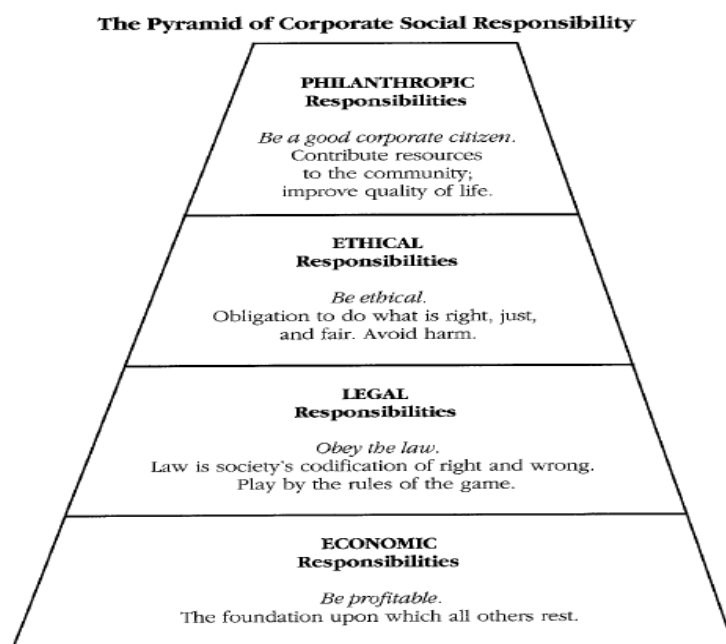 The Pyramid of Corporate Social Responsibility
PHILANTHROPIC
Responsibilities
Be a good corporate citizen.
Contribute resources
to the community;
improve quality of life.
ETHICAL
Responsibilities
Be ethical.
Obligation to do what is right, just,
and fair. Avoid harm.
LEGAL
Responsibilities
Obey the law.
Law is society's codification of right and wrong.
Play by the rules of the game.
ECONOMIC
Responsibilities
Be profitable.
The foundation upon which all others rest.